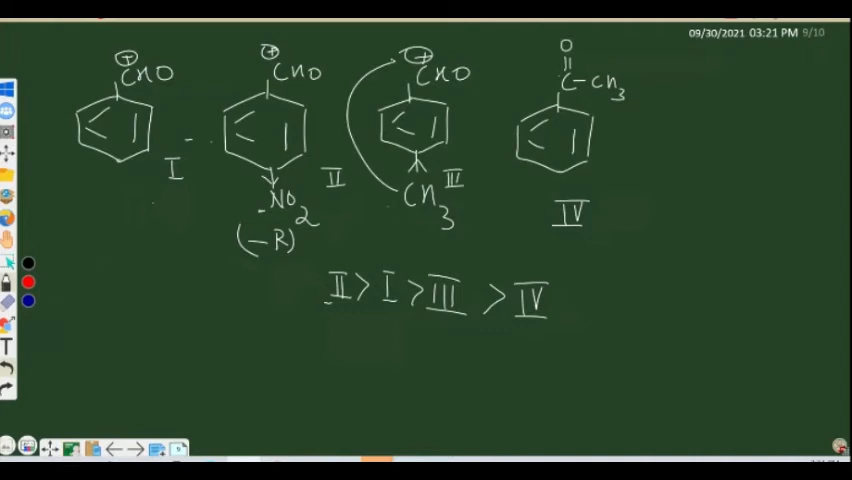 09/30/2021 03:21 PM 9/10
+ CHO
I
+ CHO
NO2
(-R)
II
+ CHO
CH3
III
O
||
C-CH3
IV
II > I > III > IV
T
9